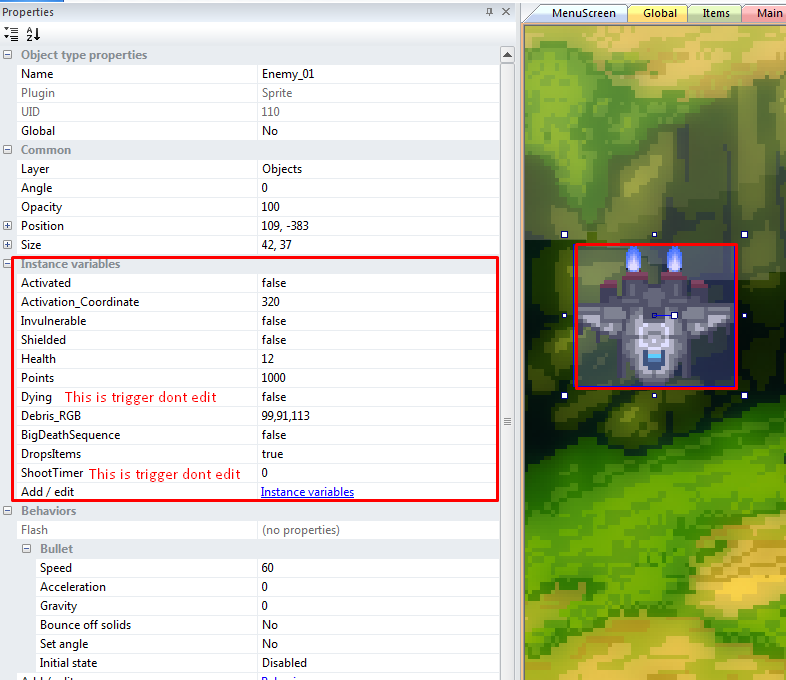 Properties
MenuScreen Global Items Main
Object type properties
Name Enemy_01
Plugin Sprite
UID 110
Global No
Common
Layer Objects
Angle 0
Opacity 100
Position 109, -383
Size 42, 37
Instance variables
Activated false
Activation_Coordinate 320
Invulnerable false
Shielded false
Health 12
Points 1000
Dying This is trigger dont edit false
Debris_RGB 99,91,113
BigDeathSequence false
DropsItems true
ShootTimer This is trigger dont edit 0
Add / edit Instance variables
Behaviors
Flash (no properties)
Bullet
Speed 60
Acceleration 0
Gravity 0
Bounce off solids No
Set angle No
Initial state Disabled